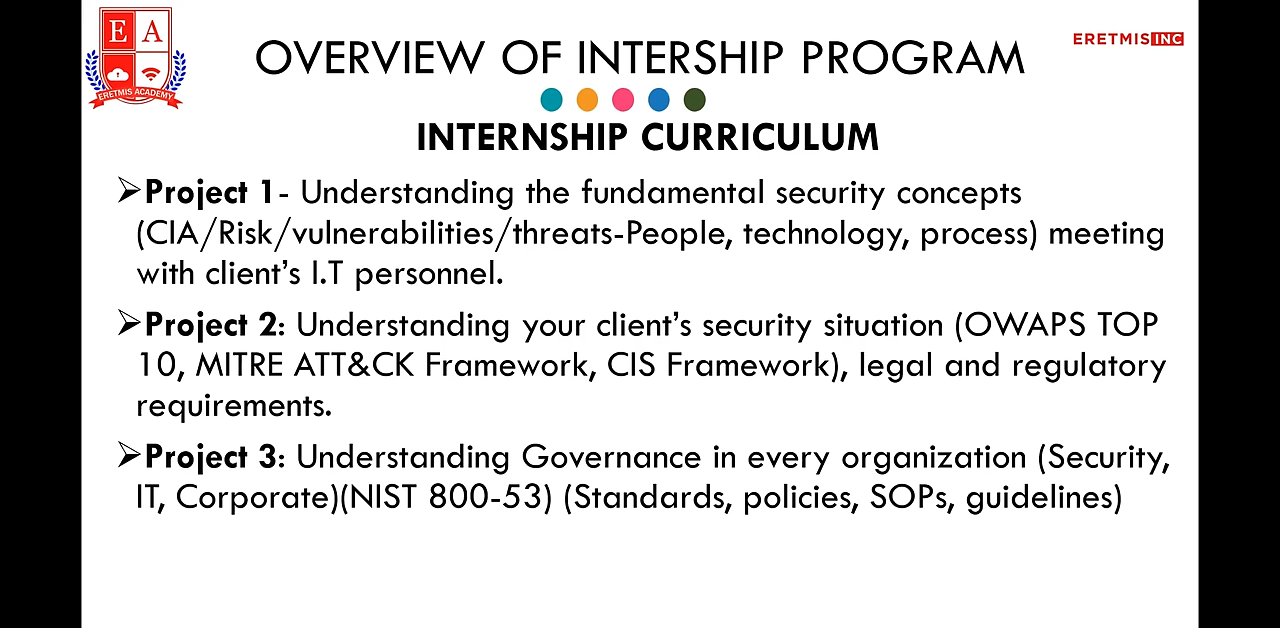 E A
ERETMIS ACADEMY
OVERVIEW OF INTERSHIP PROGRAM
ERETMIS INC
INTERNSHIP CURRICULUM
➢Project 1- Understanding the fundamental security concepts
(CIA/Risk/vulnerabilities/threats-People, technology, process) meeting
with client’s I.T personnel.
➢Project 2: Understanding your client’s security situation (OWAPS TOP
10, MITRE ATT&CK Framework, CIS Framework), legal and regulatory
requirements.
➢Project 3: Understanding Governance in every organization (Security,
IT, Corporate)(NIST 800-53) (Standards, policies, SOPs, guidelines)